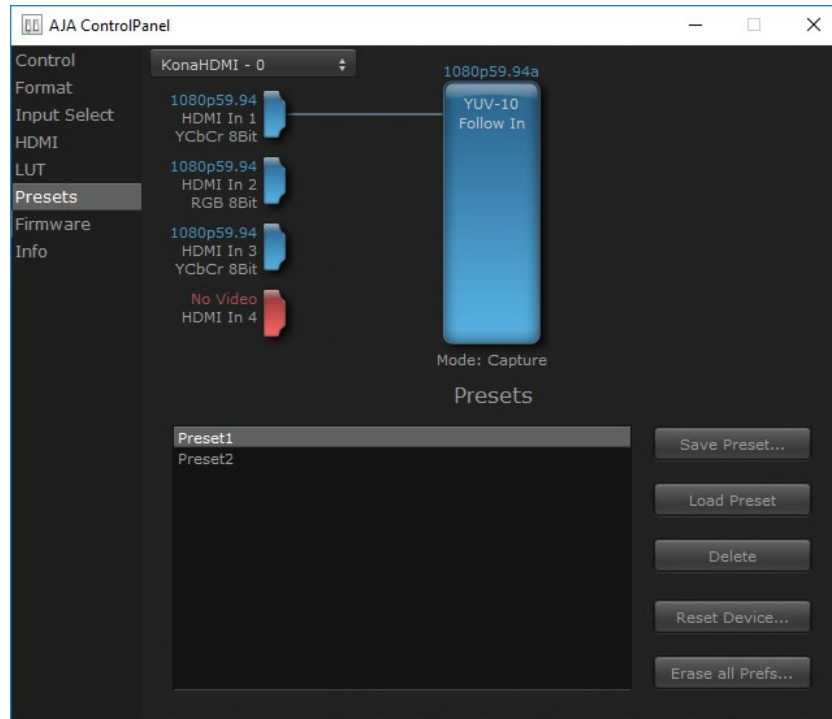 AJA ControlPanel
Control
Format
Input Select
HDMI
LUT
Presets
Firmware
Info
KonaHDMI - 0
1080p59.94
HDMI In 1
YCbCr 8Bit
1080p59.94
HDMI In 2
RGB 8Bit
1080p59.94
HDMI In 3
YCbCr 8Bit
No Video
HDMI In 4
1080p59.94a
YUV-10
Follow In
Mode: Capture
Presets
Preset1
Preset2
Save Preset...
Load Preset
Delete
Reset Device...
Erase all Prefs...